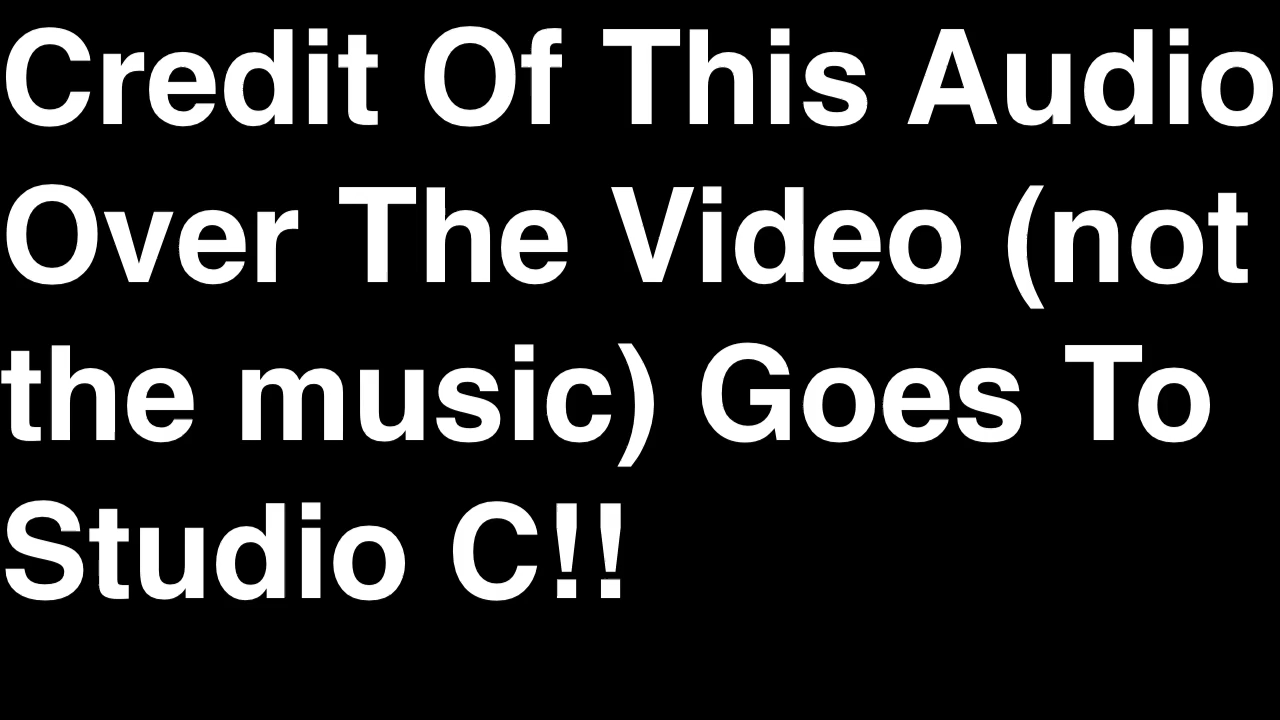 Credit Of This Audio
Over The Video (not
the music) Goes To
Studio C!!